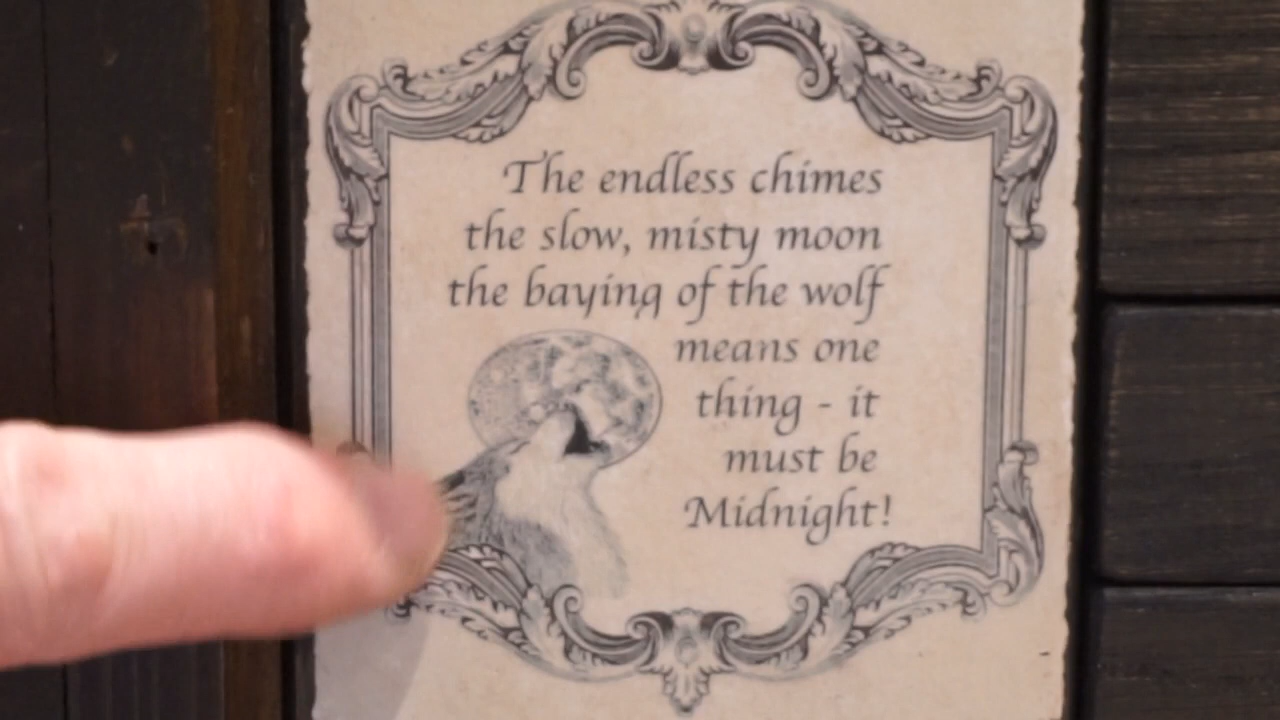 The endless chimes
the slow, misty moon
the baying of the wolf
means one
thing - it
must be
Midnight!